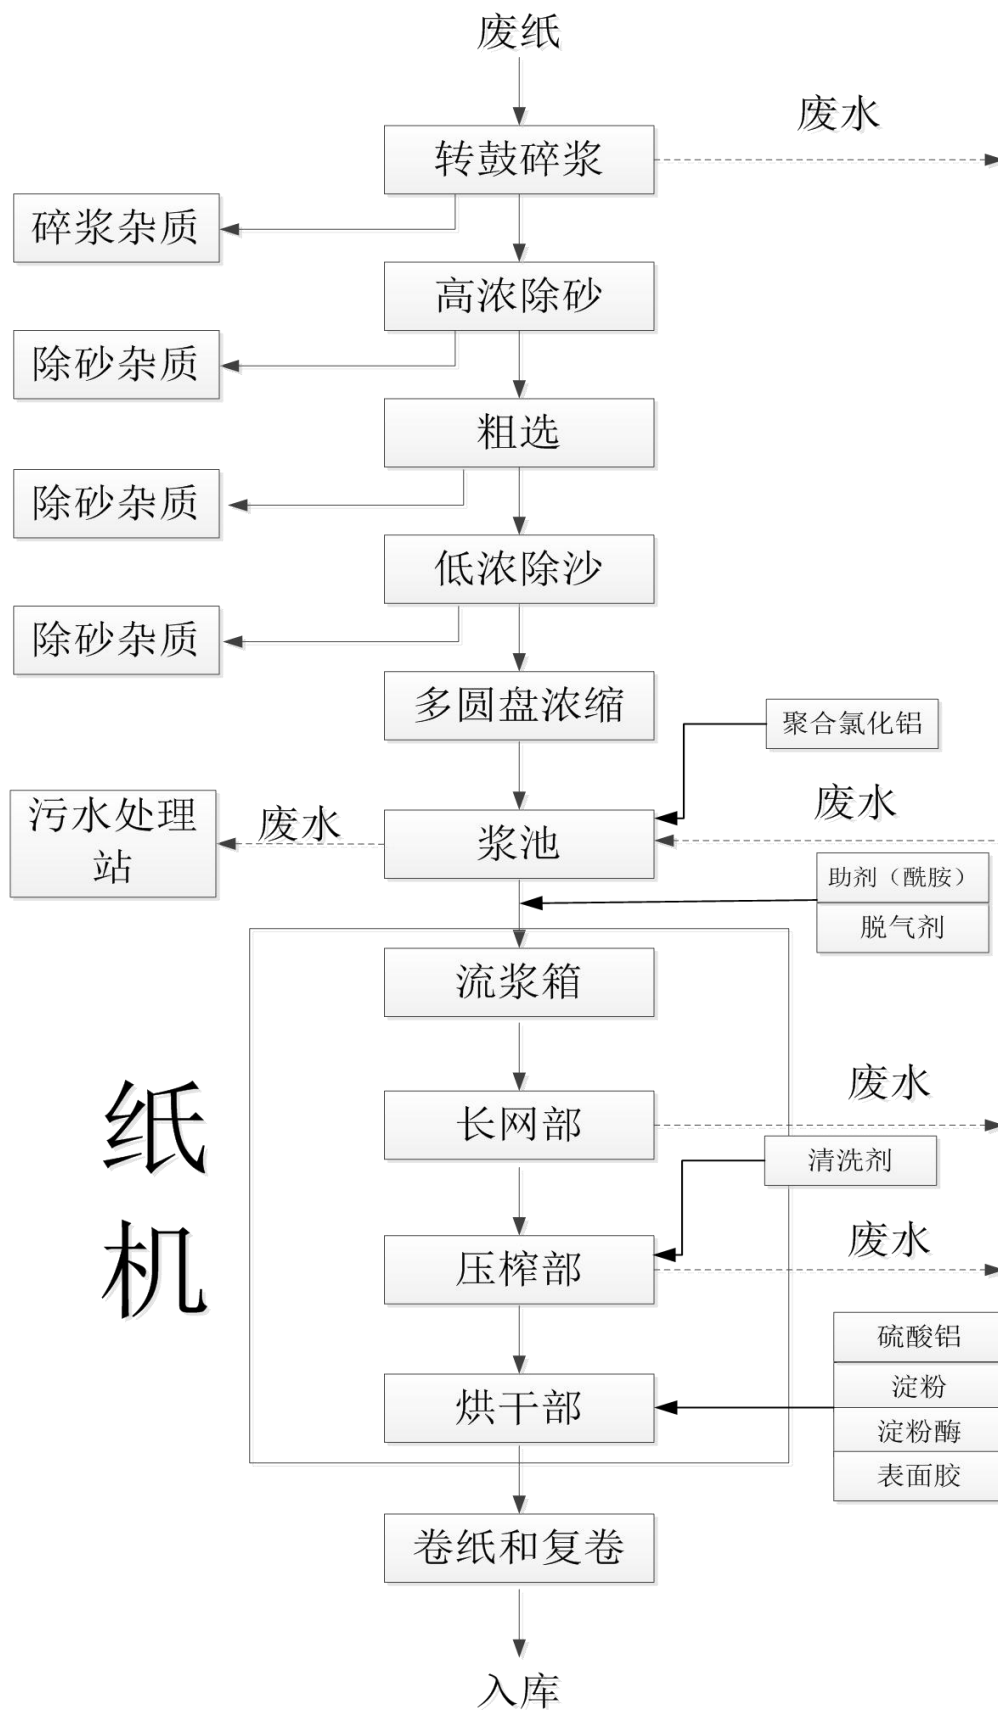 废纸
废水
转鼓碎浆
碎浆杂质
高浓除砂
除砂杂质
粗选
除砂杂质
低浓除沙
除砂杂质
多圆盘浓缩
聚合氯化铝
污水处理
站
废水
浆池
废水
助剂（酰胺）
脱气剂
流浆箱
纸
机
长网部
废水
清洗剂
压榨部
废水
硫酸铝
淀粉
烘干部
淀粉酶
表面胶
卷纸和复卷
入库